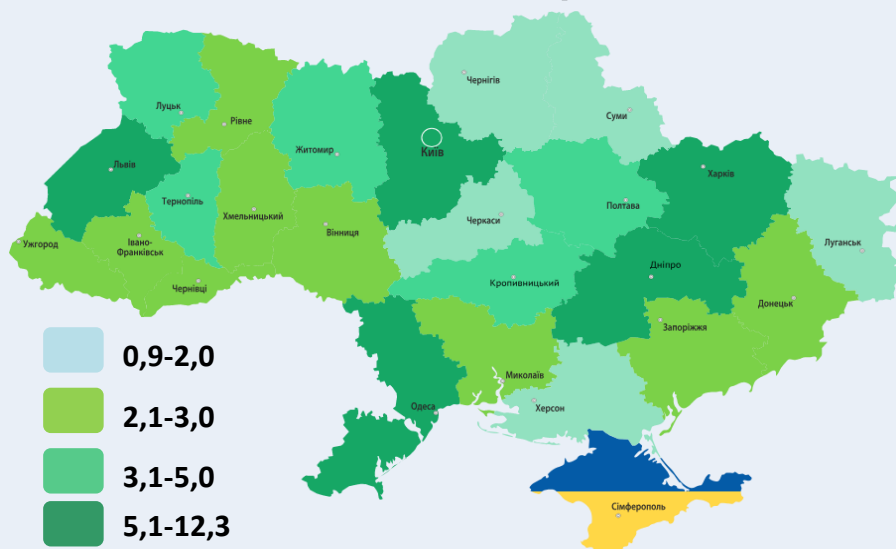 Чернігів
Луцьк
Рівне
Суми
Київ
Житомир
Львів
Харків
Тернопіль
Полтава
Хмельницький
Черкаси
Вінниця
Ужгород
Івано-
Франківськ
Луганськ
Дніпро
Кропивницький
Чернівці
Донецьк
Запоріжжя
0,9-2,0
Миколаїв
Одеса
Херсон
2,1-3,0
3,1-5,0
Сімферополь
5,1-12,3